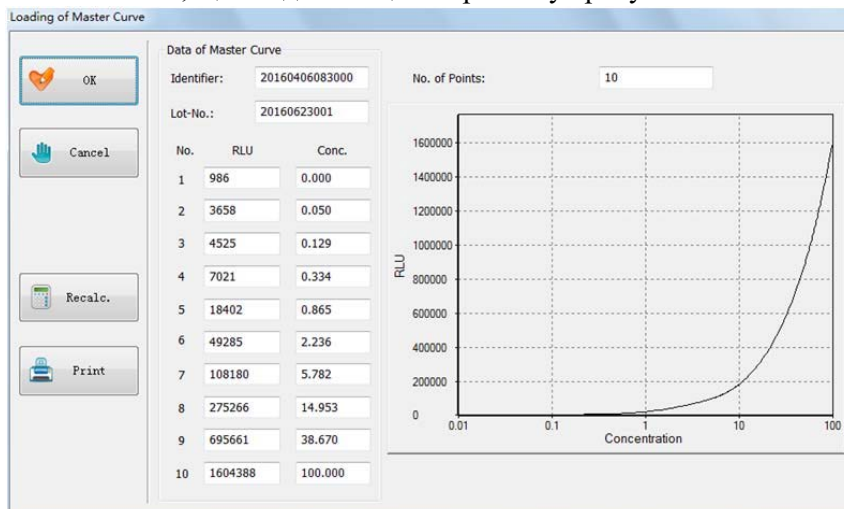 Loading of Master Curve
OK
Cancel
Recalc.
Print
Data of Master Curve
Identifier: 20160406083000
Lot-No.: 20160623001
No. RLU Conc.
1 986 0.000
2 3658 0.050
3 4525 0.129
4 7021 0.334
5 18402 0.865
6 49285 2.236
7 108180 5.782
8 275266 14.953
9 695661 38.670
10 1604388 100.000
No. of Points: 10
RLU
1600000
1400000
1200000
1000000
800000
600000
400000
200000
0
0.01 0.1 1 10 100
Concentration